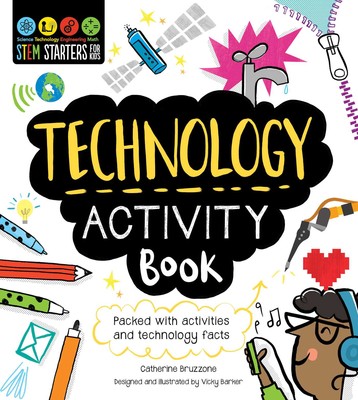 Science Technology Engineering Math
STEM STARTERS FOR KIDS
TECHNOLOGY
ACTIVITY
BOOK
Packed with activities
and technology facts
Catherine Bruzzone
Designed and illustrated by Vicky Barker